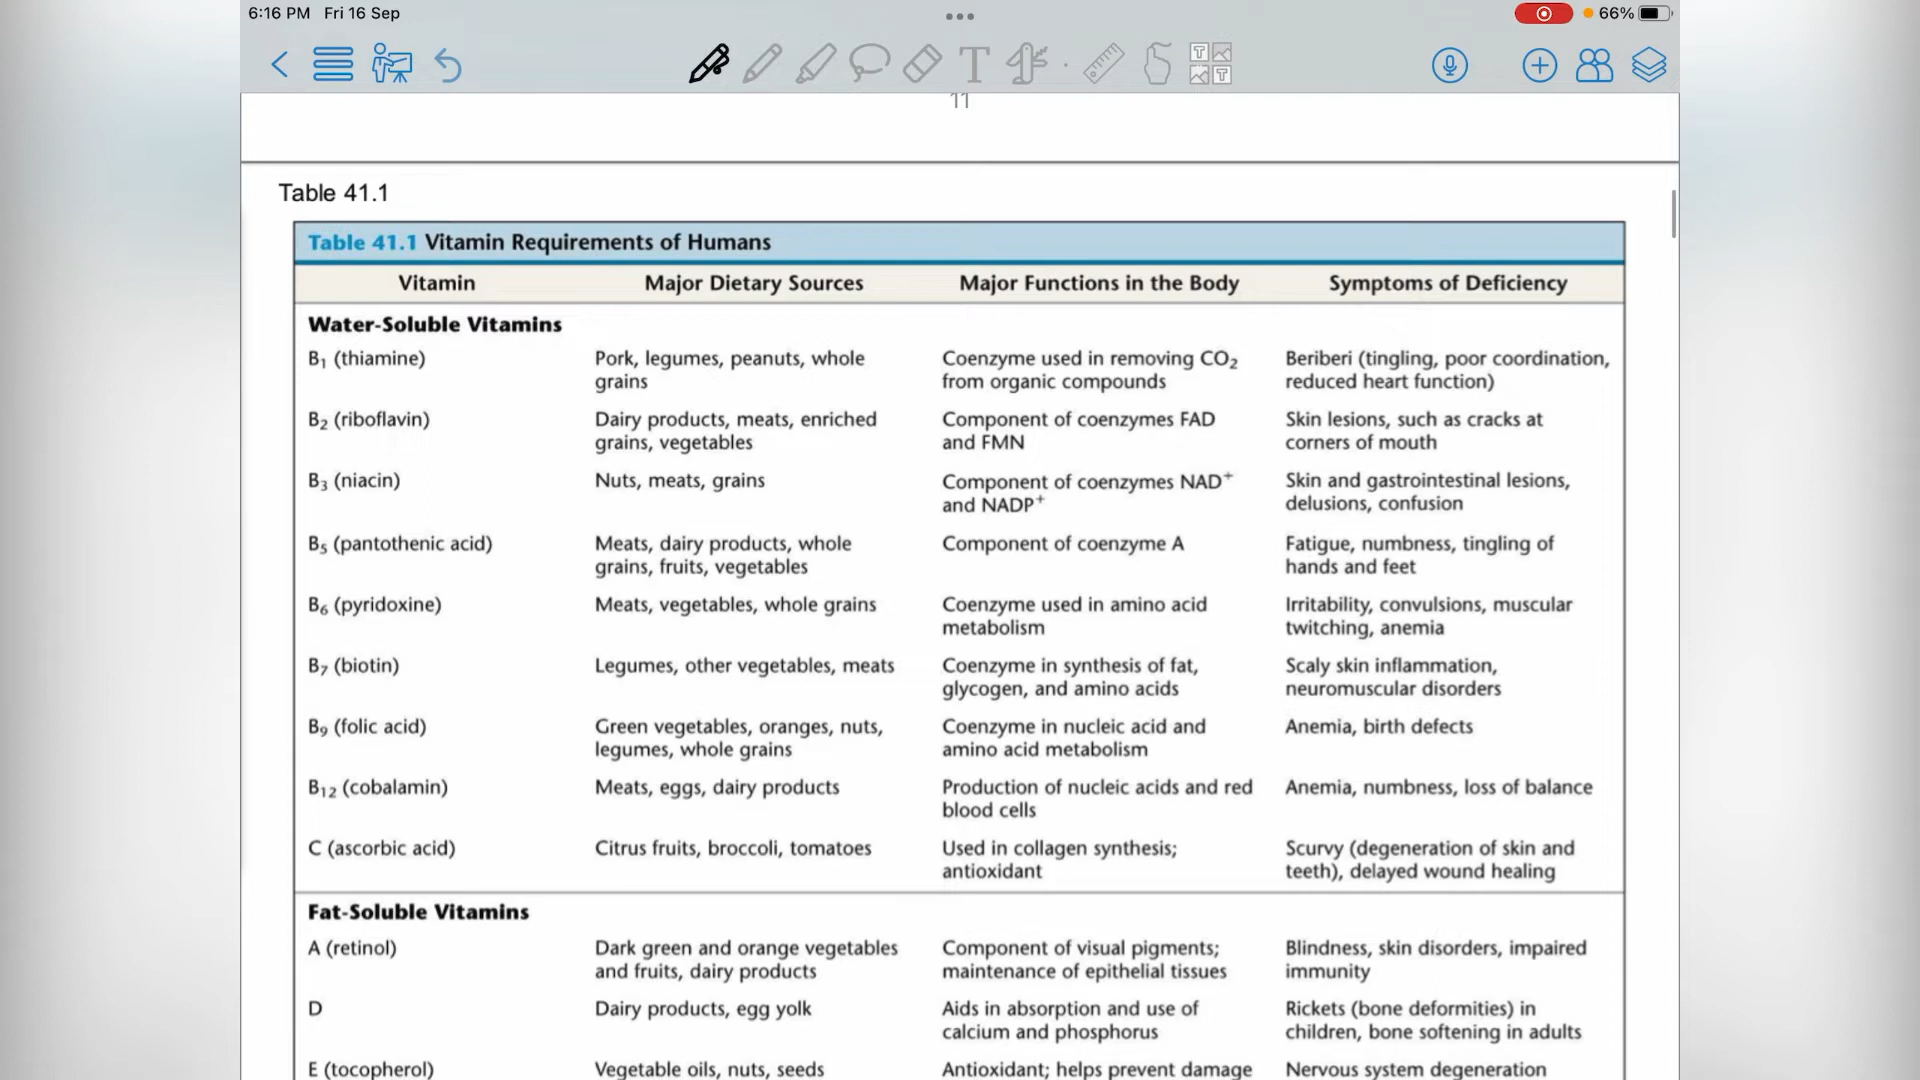 6:16 PM Fri 16 Sep
66%
T
11
Table 41.1
Table 41.1 Vitamin Requirements of Humans
Vitamin Major Dietary Sources Major Functions in the Body Symptoms of Deficiency
Water-Soluble Vitamins
B₁ (thiamine) Pork, legumes, peanuts, whole Coenzyme used in removing CO₂ Beriberi (tingling, poor coordination,
grains from organic compounds reduced heart function)
B₂ (riboflavin) Dairy products, meats, enriched Component of coenzymes FAD Skin lesions, such as cracks at
grains, vegetables and FMN corners of mouth
B₃ (niacin) Nuts, meats, grains Component of coenzymes NAD⁺ Skin and gastrointestinal lesions,
and NADP⁺ delusions, confusion
B₅ (pantothenic acid) Meats, dairy products, whole Component of coenzyme A Fatigue, numbness, tingling of
grains, fruits, vegetables hands and feet
B₆ (pyridoxine) Meats, vegetables, whole grains Coenzyme used in amino acid Irritability, convulsions, muscular
metabolism twitching, anemia
B₇ (biotin) Legumes, other vegetables, meats Coenzyme in synthesis of fat, Scaly skin inflammation,
glycogen, and amino acids neuromuscular disorders
B₉ (folic acid) Green vegetables, oranges, nuts, Coenzyme in nucleic acid and Anemia, birth defects
legumes, whole grains amino acid metabolism
B₁₂ (cobalamin) Meats, eggs, dairy products Production of nucleic acids and red Anemia, numbness, loss of balance
blood cells
C (ascorbic acid) Citrus fruits, broccoli, tomatoes Used in collagen synthesis; Scurvy (degeneration of skin and
antioxidant teeth), delayed wound healing
Fat-Soluble Vitamins
A (retinol) Dark green and orange vegetables Component of visual pigments; Blindness, skin disorders, impaired
and fruits, dairy products maintenance of epithelial tissues immunity
D Dairy products, egg yolk Aids in absorption and use of Rickets (bone deformities) in
calcium and phosphorus children, bone softening in adults
E (tocopherol) Vegetable oils, nuts, seeds Antioxidant; helps prevent damage Nervous system degeneration